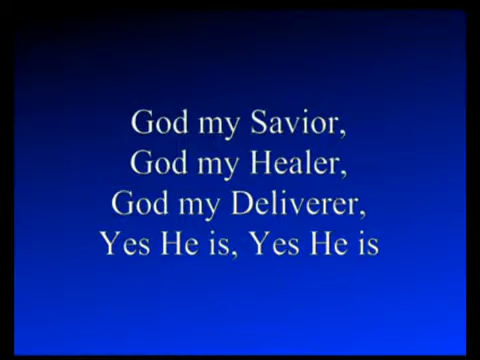 God my Savior,
God my Healer,
God my Deliverer,
Yes He is, Yes He is